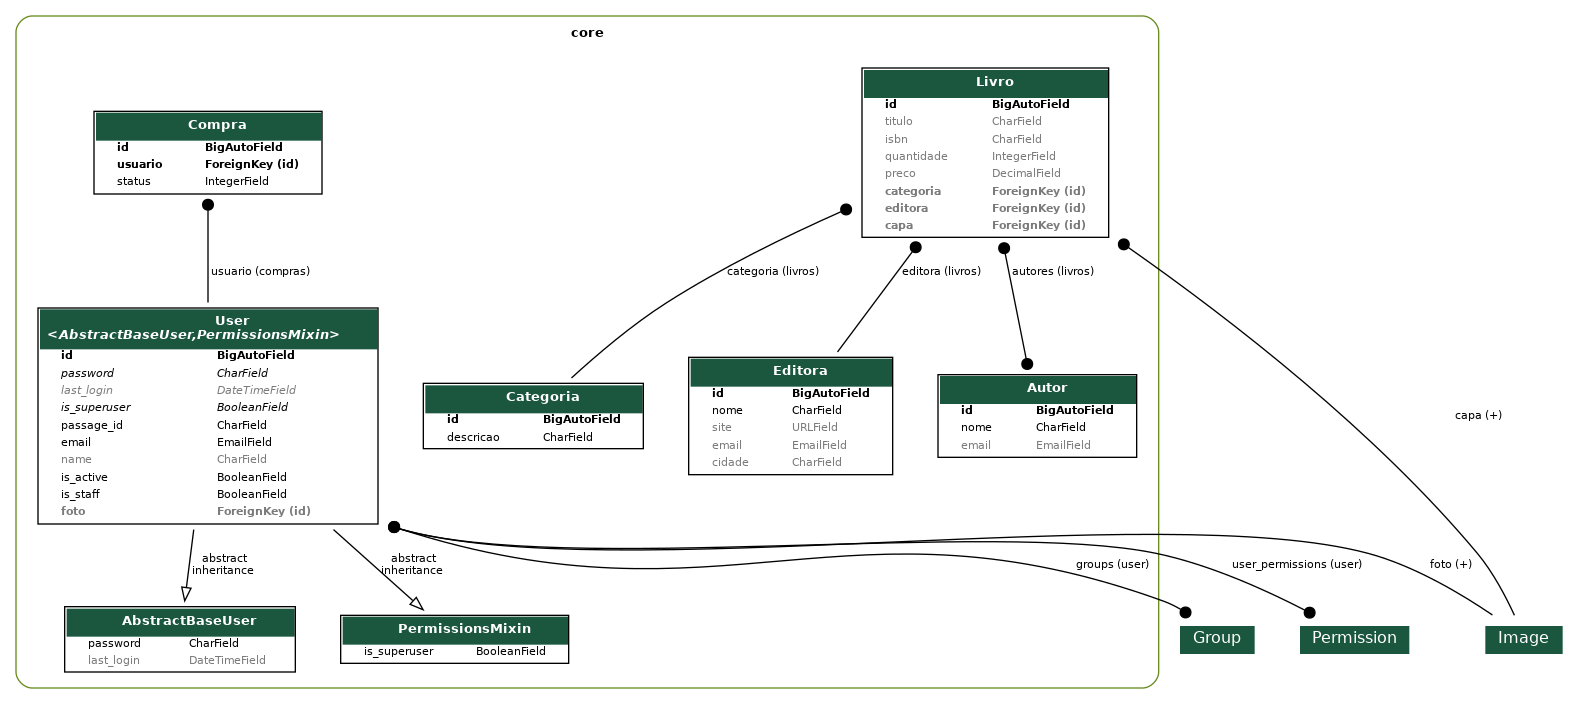 core
Livro
id BigAutoField
titulo CharField
isbn CharField
quantidade IntegerField
preco DecimalField
categoria ForeignKey (id)
editora ForeignKey (id)
capa ForeignKey (id)
Compra
id BigAutoField
usuario ForeignKey (id)
status IntegerField
usuario (compras)
categoria (livros)
editora (livros)
autores (livros)
capa (+)
User
<AbstractBaseUser,PermissionsMixin>
id BigAutoField
password CharField
last_login DateTimeField
is_superuser BooleanField
passage_id CharField
email EmailField
name CharField
is_active BooleanField
is_staff BooleanField
foto ForeignKey (id)
Categoria
id BigAutoField
descricao CharField
Editora
id BigAutoField
nome CharField
site URLField
email EmailField
cidade CharField
Autor
id BigAutoField
nome CharField
email EmailField
abstract
inheritance
abstract
inheritance
groups (user)
user_permissions (user)
foto (+)
AbstractBaseUser
password CharField
last_login DateTimeField
PermissionsMixin
is_superuser BooleanField
Group
Permission
Image